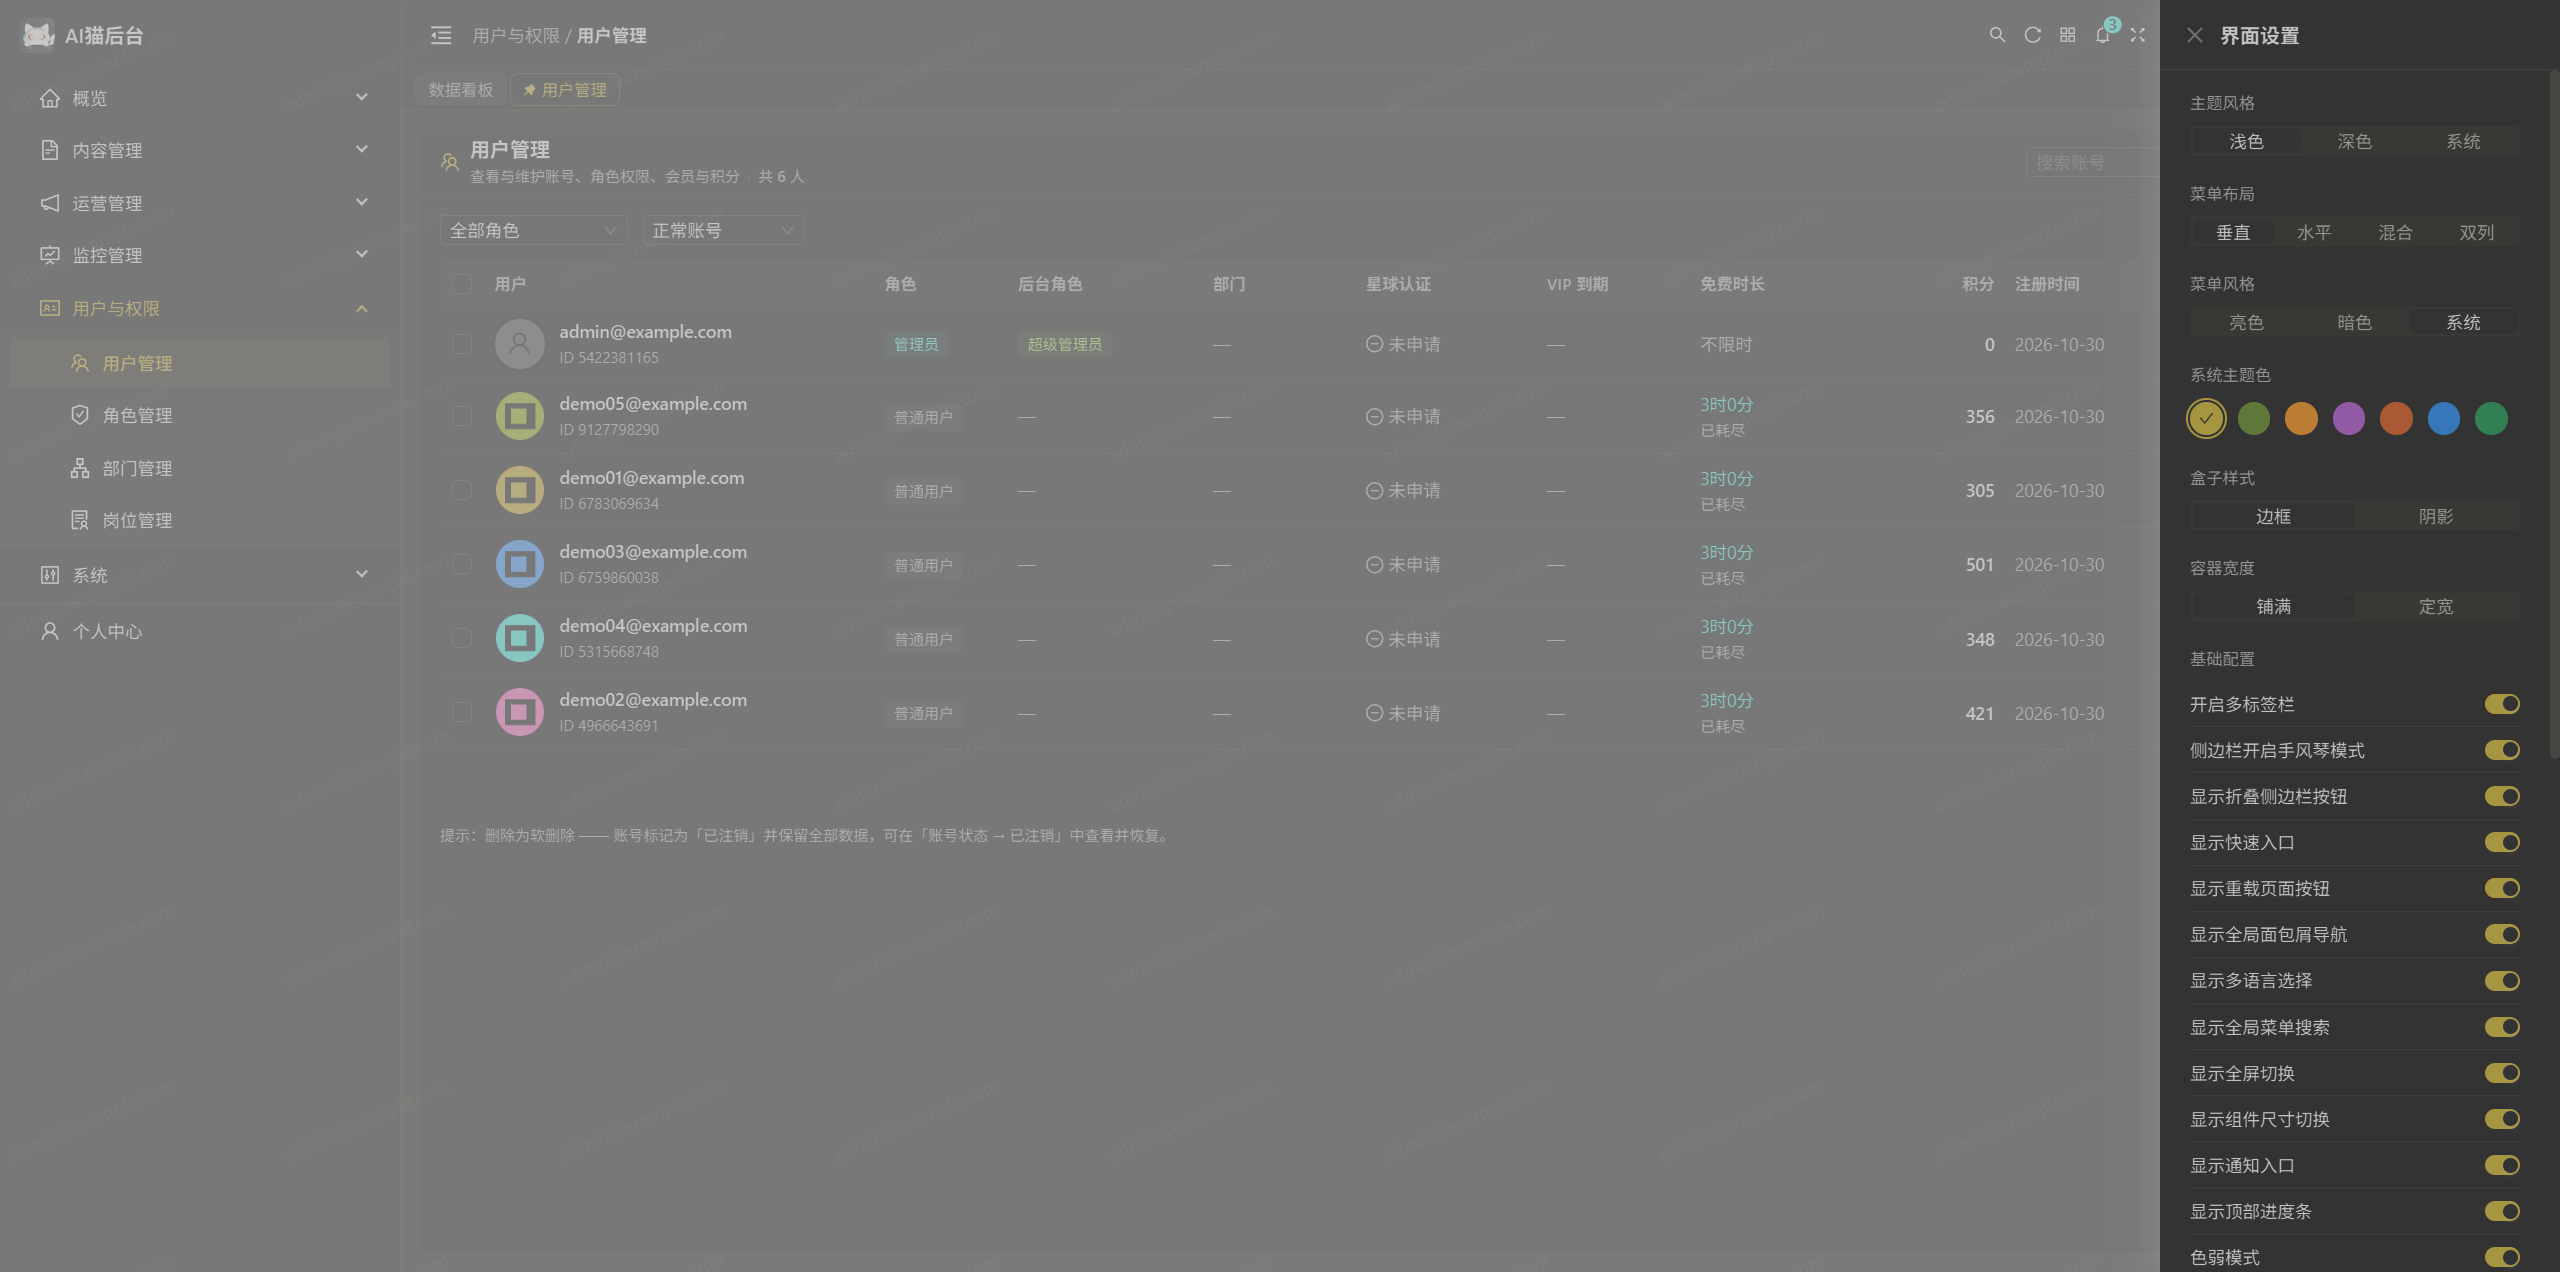 AI猫后台
概览
内容管理
运营管理
监控管理
用户与权限
用户管理
角色管理
部门管理
岗位管理
系统
个人中心
用户与权限 / 用户管理
3
数据看板 用户管理
用户管理
查看与维护账号、角色权限、会员与积分 · 共 6 人
搜索账号
全部角色 正常账号
用户 角色 后台角色 部门 星球认证 VIP 到期 免费时长 积分 注册时间
admin@example.com
ID 5422381165
管理员 超级管理员 — 未申请 — 不限时 0 2026-10-30
demo05@example.com
ID 9127798290
普通用户 — — 未申请 — 3时0分 已耗尽 356 2026-10-30
demo01@example.com
ID 6783069634
普通用户 — — 未申请 — 3时0分 已耗尽 305 2026-10-30
demo03@example.com
ID 6759860038
普通用户 — — 未申请 — 3时0分 已耗尽 501 2026-10-30
demo04@example.com
ID 5315668748
普通用户 — — 未申请 — 3时0分 已耗尽 348 2026-10-30
demo02@example.com
ID 4966643691
普通用户 — — 未申请 — 3时0分 已耗尽 421 2026-10-30
提示：删除为软删除 —— 账号标记为「已注销」并保留全部数据，可在「账号状态 → 已注销」中查看并恢复。
admin@example.com
界面设置
主题风格
浅色 深色 系统
菜单布局
垂直 水平 混合 双列
菜单风格
亮色 暗色 系统
系统主题色
盒子样式
边框 阴影
容器宽度
铺满 定宽
基础配置
开启多标签栏
侧边栏开启手风琴模式
显示折叠侧边栏按钮
显示快速入口
显示重载页面按钮
显示全局面包屑导航
显示多语言选择
显示全局菜单搜索
显示全屏切换
显示组件尺寸切换
显示通知入口
显示顶部进度条
色弱模式